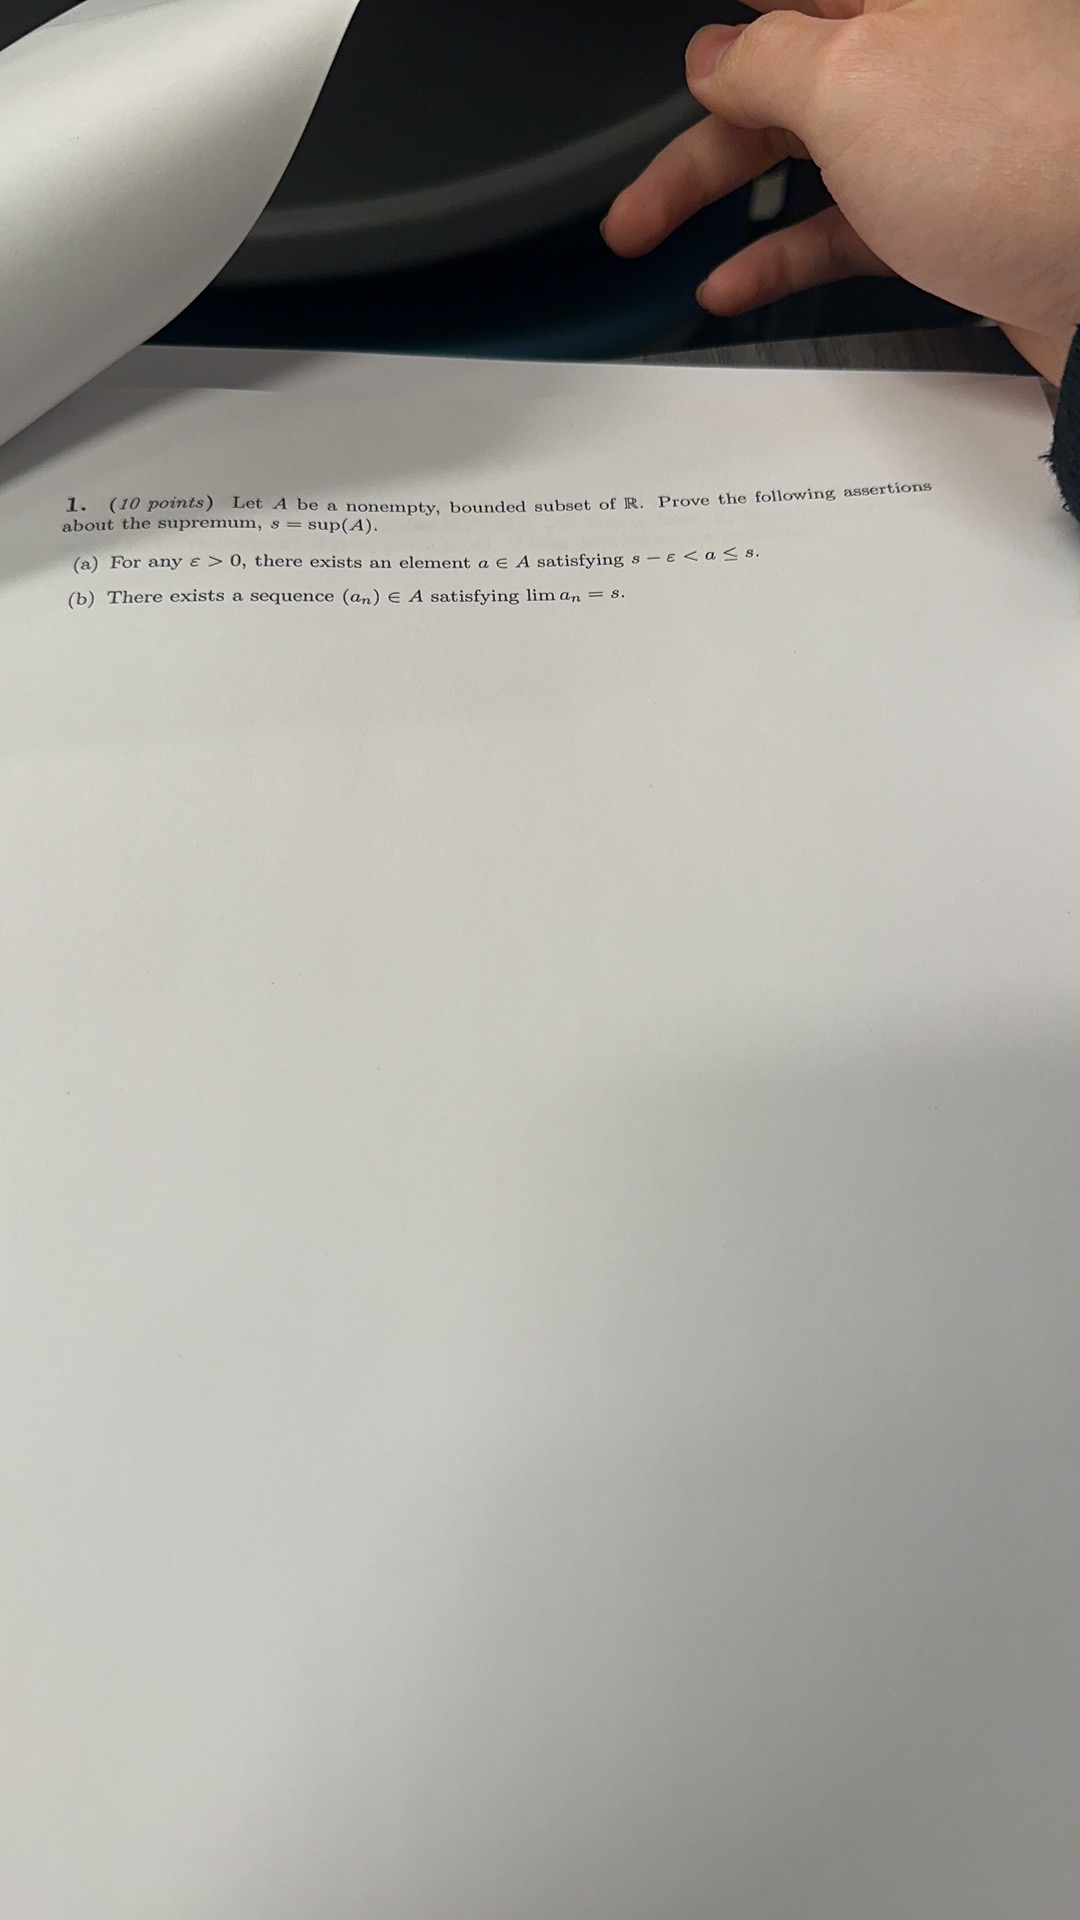 1. (10 points) Let A be a nonempty, bounded subset of ℝ. Prove the following assertions
about the supremum, s = sup(A).
(a) For any ε > 0, there exists an element a ∈ A satisfying s − ε < a ≤ s.
(b) There exists a sequence (aₙ) ∈ A satisfying lim aₙ = s.